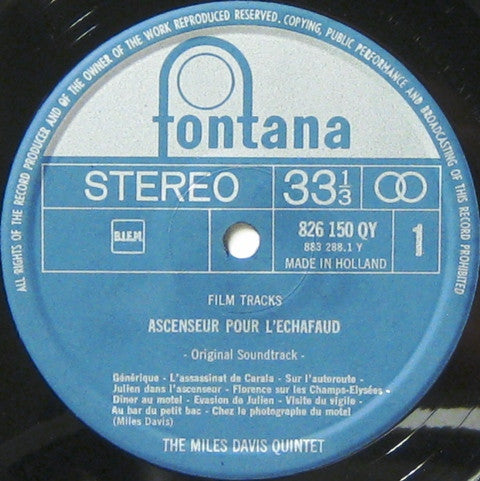 ALL RIGHTS OF THE RECORD PRODUCER AND OF THE OWNER OF THE WORK REPRODUCED RESERVED. COPYING, PUBLIC PERFORMANCE AND BROADCASTING OF THIS RECORD PROHIBITED
fontana
STEREO 33 1/3
B.I.E.M. 826 150 QY 1
883 288.1 Y
MADE IN HOLLAND
FILM TRACKS
ASCENSEUR POUR L'ECHAFAUD
- Original Soundtrack -
Générique - L'assassinat de Carala - Sur l'autoroute -
Julien dans l'ascenseur - Florence sur les Champs-Elysées -
Dîner au motel - Evasion de Julien - Visite du vigile -
Au bar du petit bac - Chez le photographe du motel
(Miles Davis)
THE MILES DAVIS QUINTET